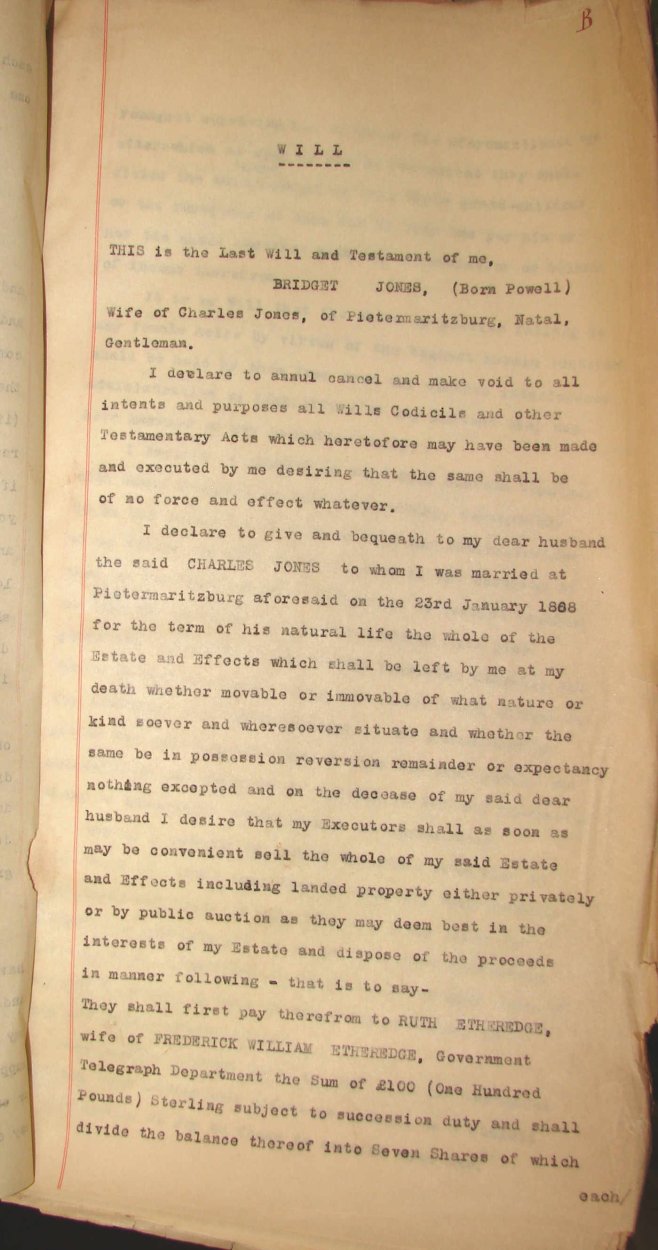 B
W I L L
THIS is the Last Will and Testament of me,
BRIDGET JONES, (Born Powell)
Wife of Charles Jones, of Pietermaritzburg, Natal,
Gentleman.
I declare to annul cancel and make void to all
intents and purposes all Wills Codicils and other
Testamentary Acts which heretofore may have been made
and executed by me desiring that the same shall be
of no force and effect whatever.
I declare to give and bequeath to my dear husband
the said CHARLES JONES to whom I was married at
Pietermaritzburg aforesaid on the 23rd January 1868
for the term of his natural life the whole of the
Estate and Effects which shall be left by me at my
death whether movable or immovable of what nature or
kind soever and wheresoever situate and whether the
same be in possession reversion remainder or expectancy
nothing excepted and on the decease of my said dear
husband I desire that my Executors shall as soon as
may be convenient sell the whole of my said Estate
and Effects including landed property either privately
or by public auction as they may deem best in the
interests of my Estate and dispose of the proceeds
in manner following - that is to say-
They shall first pay therefrom to RUTH ETHEREDGE,
wife of FREDERICK WILLIAM ETHEREDGE, Government
Telegraph Department the Sum of £100 (One Hundred
Pounds) Sterling subject to succession duty and shall
divide the balance thereof into Seven Shares of which
each/